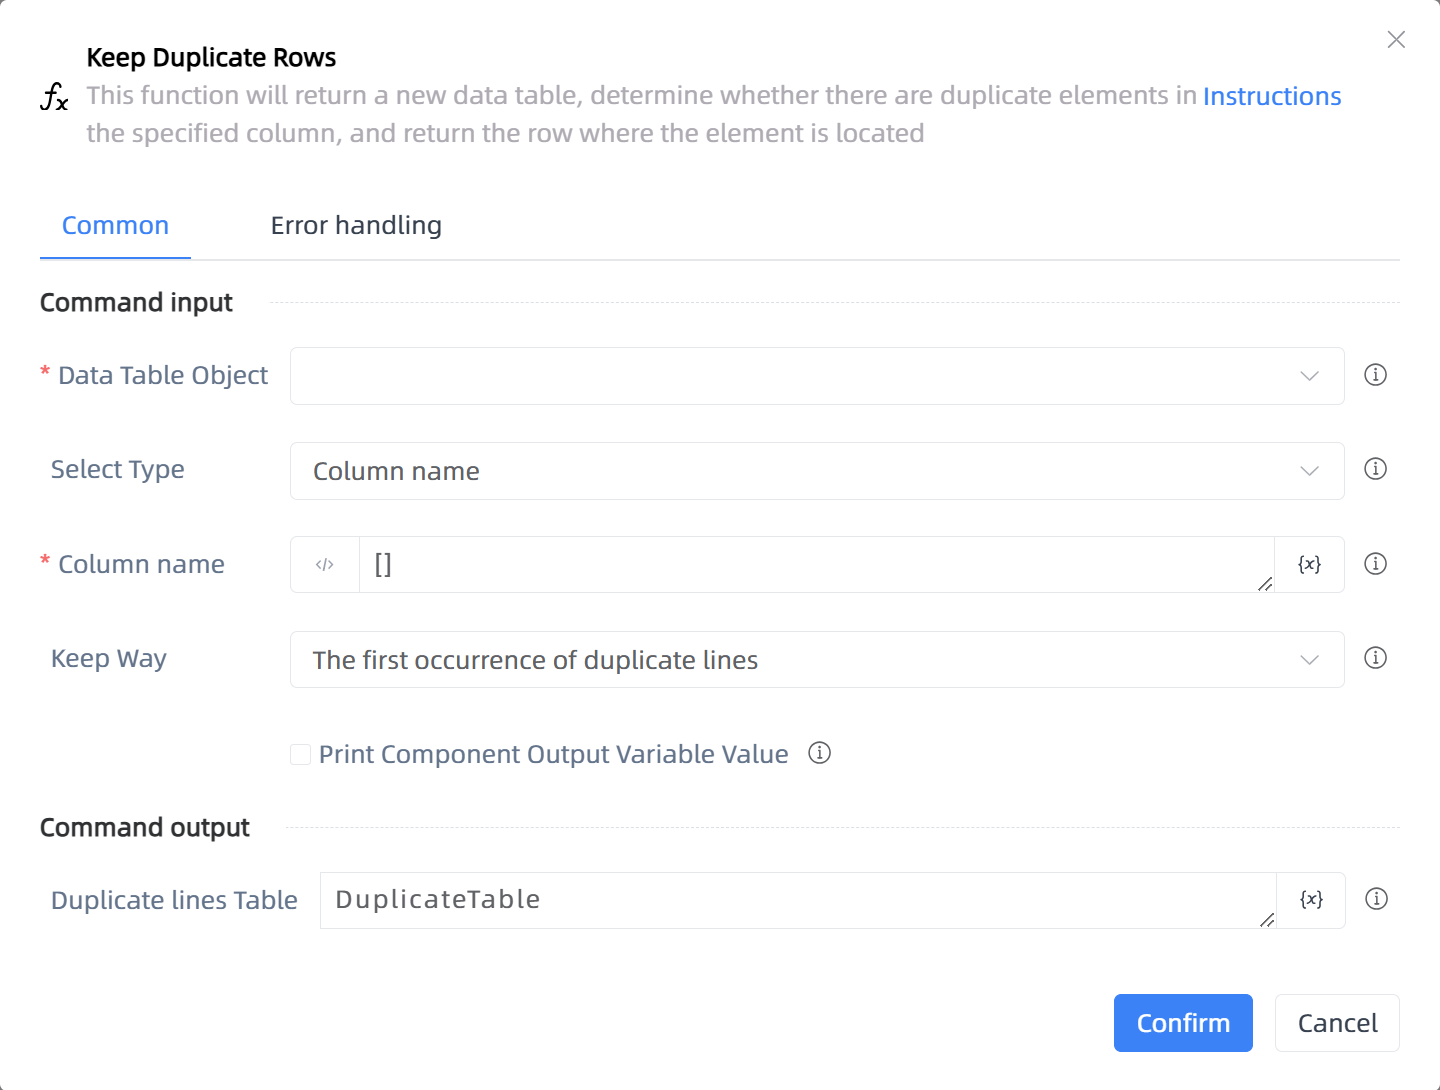 Keep Duplicate Rows
This function will return a new data table, determine whether there are duplicate elements in Instructions
the specified column, and return the row where the element is located
Common Error handling
Command input
* Data Table Object
Select Type Column name
* Column name </> [] {x}
Keep Way The first occurrence of duplicate lines
Print Component Output Variable Value
Command output
Duplicate lines Table DuplicateTable {x}
Confirm Cancel